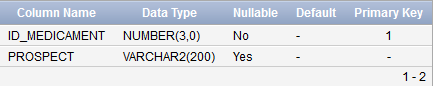 Column Name Data Type Nullable Default Primary Key
ID_MEDICAMENT NUMBER(3,0) No - 1
PROSPECT VARCHAR2(200) Yes - -
1 - 2